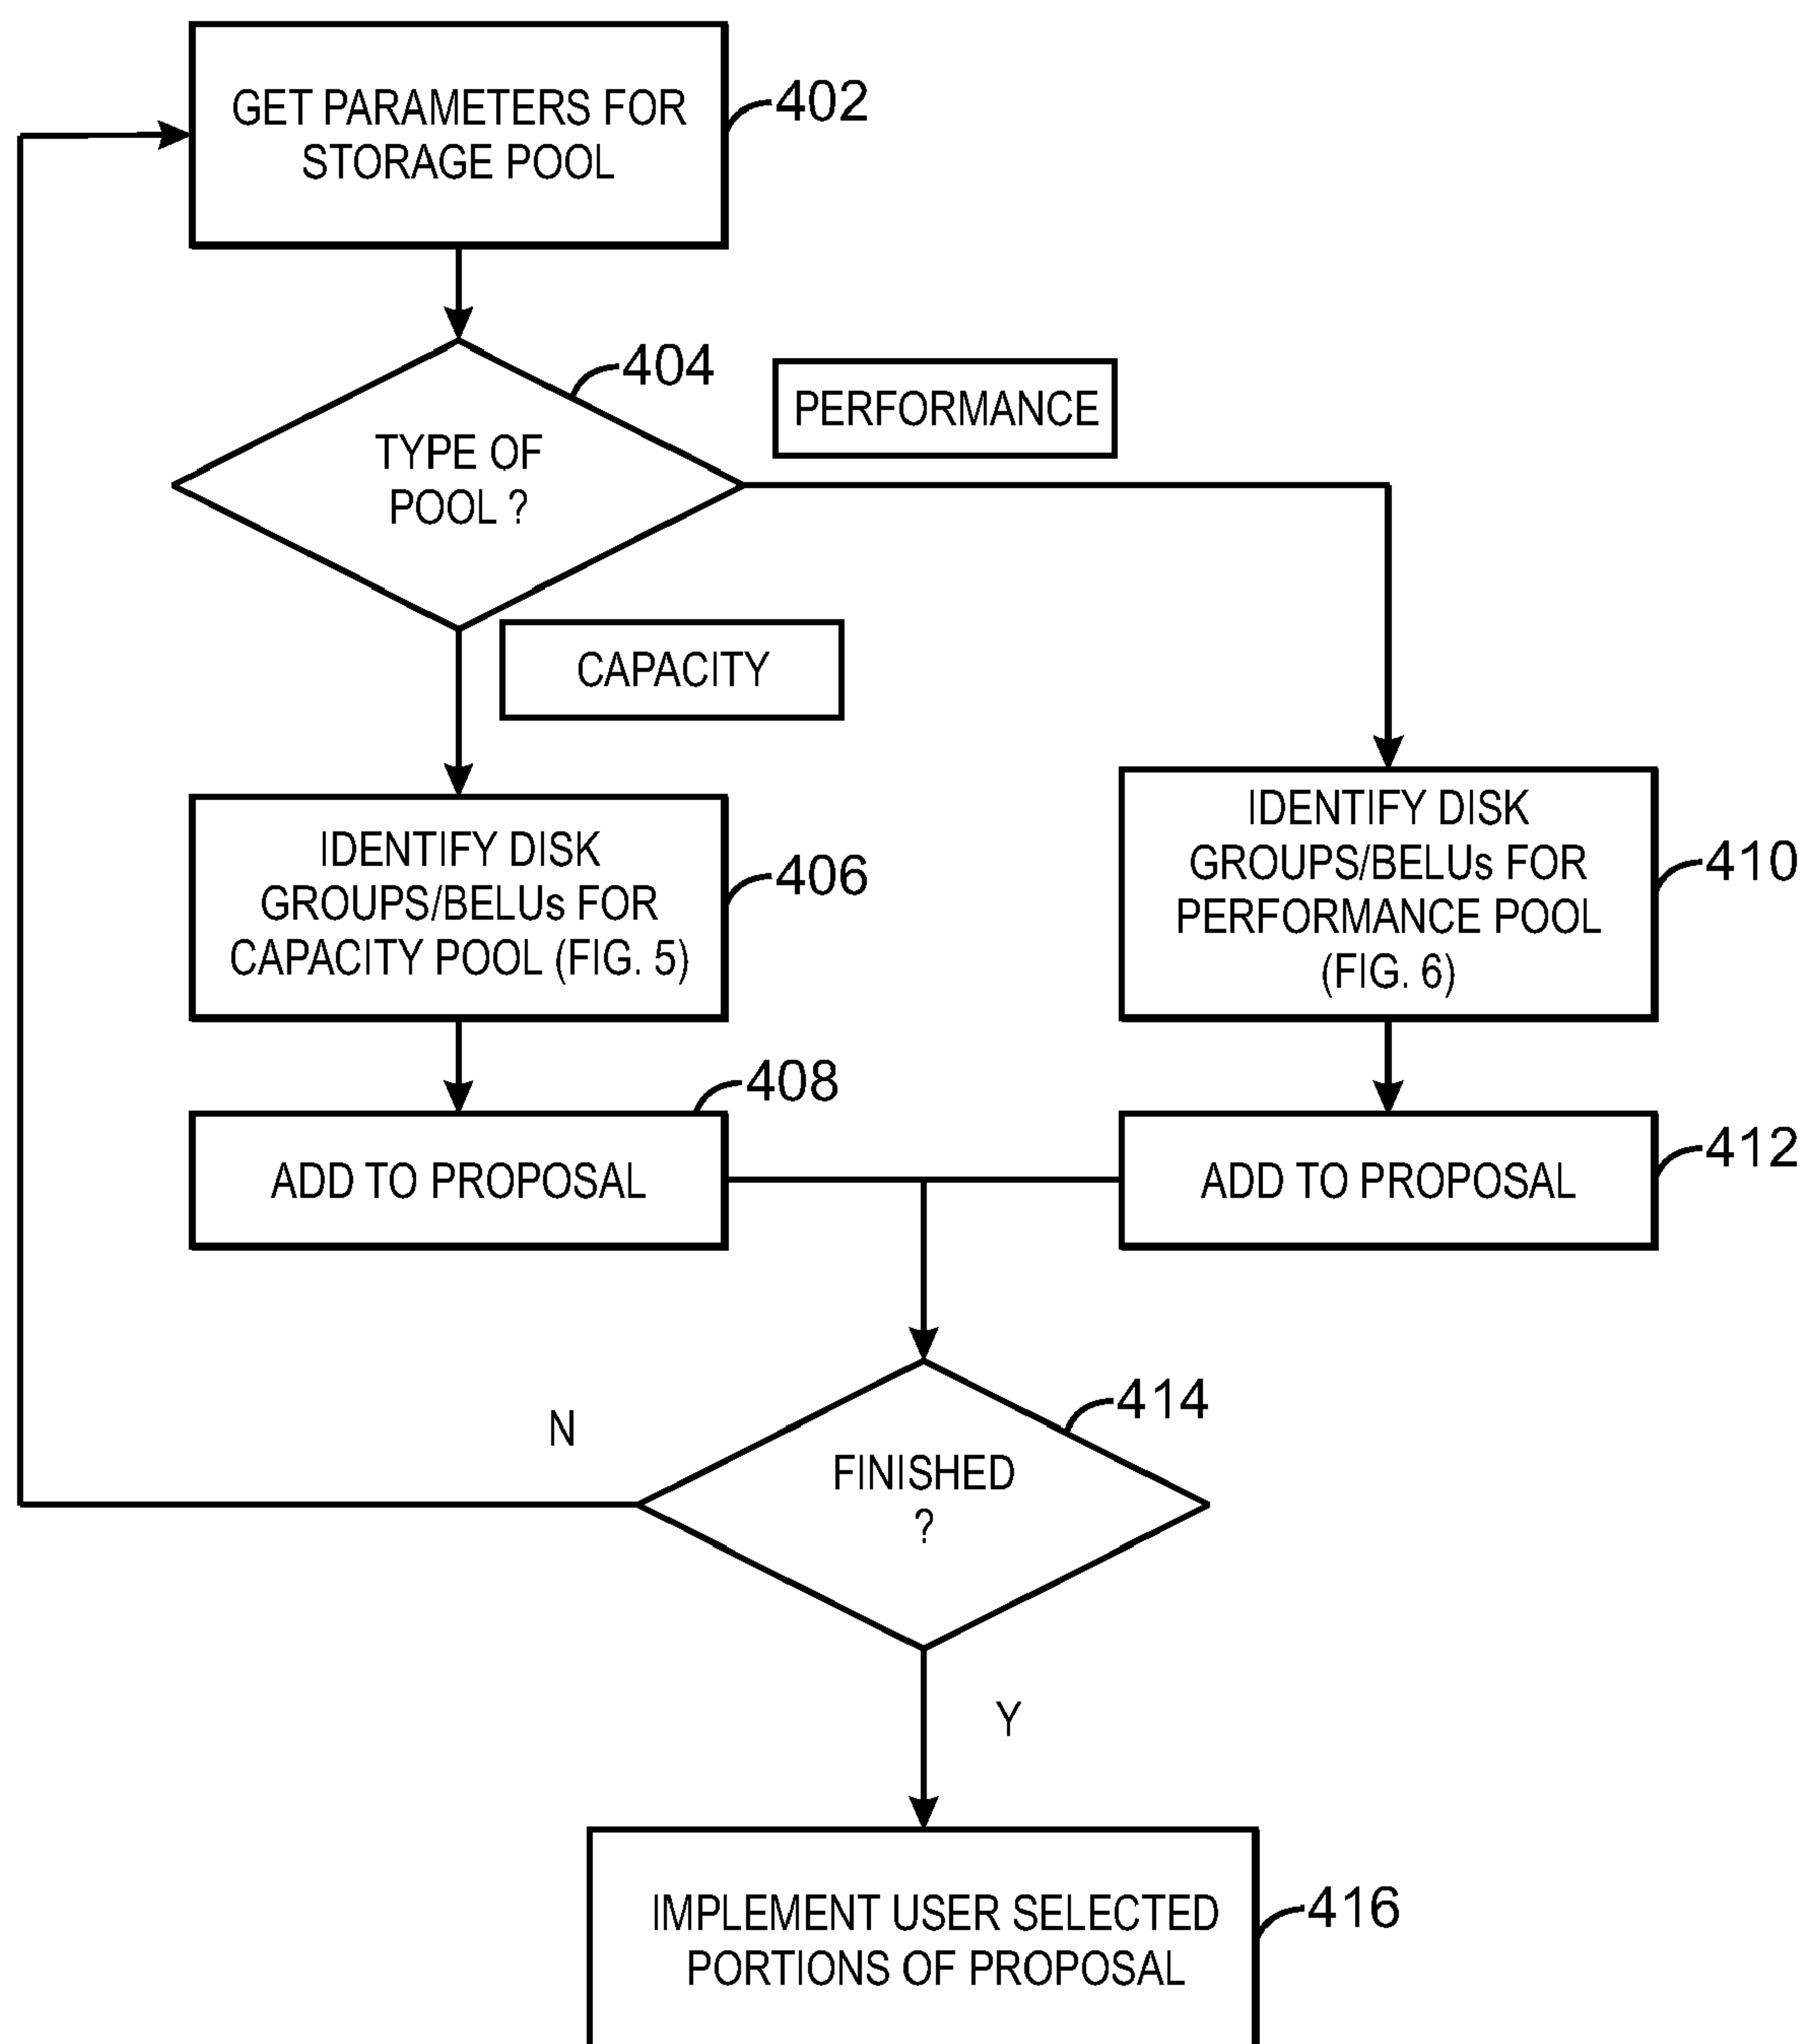 GET PARAMETERS FOR
STORAGE POOL
402
404
TYPE OF
POOL ?
PERFORMANCE
CAPACITY
IDENTIFY DISK
GROUPS/BELUs FOR
CAPACITY POOL (FIG. 5)
406
IDENTIFY DISK
GROUPS/BELUs FOR
PERFORMANCE POOL
(FIG. 6)
410
408
ADD TO PROPOSAL
ADD TO PROPOSAL
412
414
FINISHED
?
N
Y
IMPLEMENT USER SELECTED
PORTIONS OF PROPOSAL
416